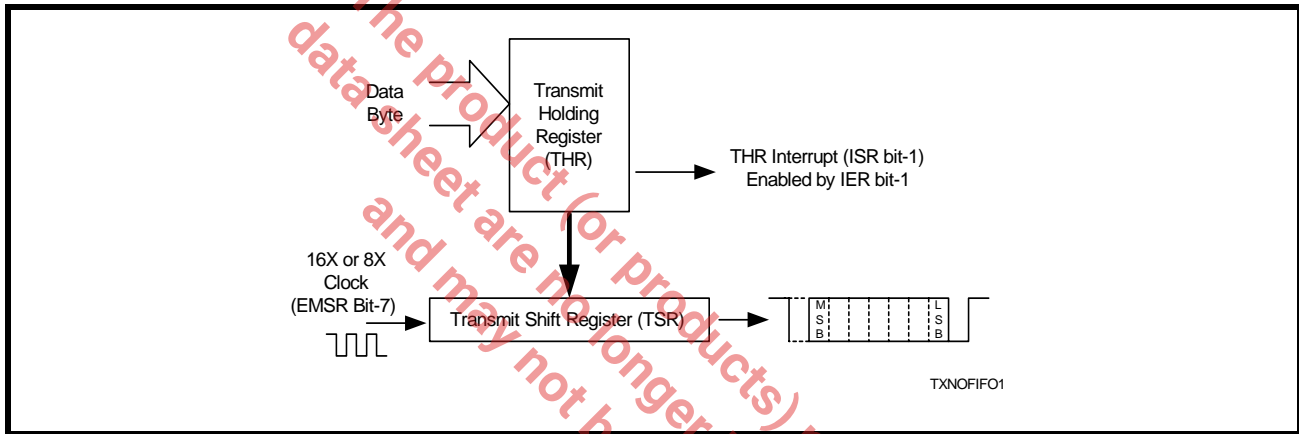 The product (or products)
data sheet are no longer
and may not b
Data
Byte
Transmit
Holding
Register
(THR)
THR Interrupt (ISR bit-1)
Enabled by IER bit-1
16X or 8X
Clock
(EMSR Bit-7)
Transmit Shift Register (TSR)
M
S
B
L
S
B
TXNOFIFO1